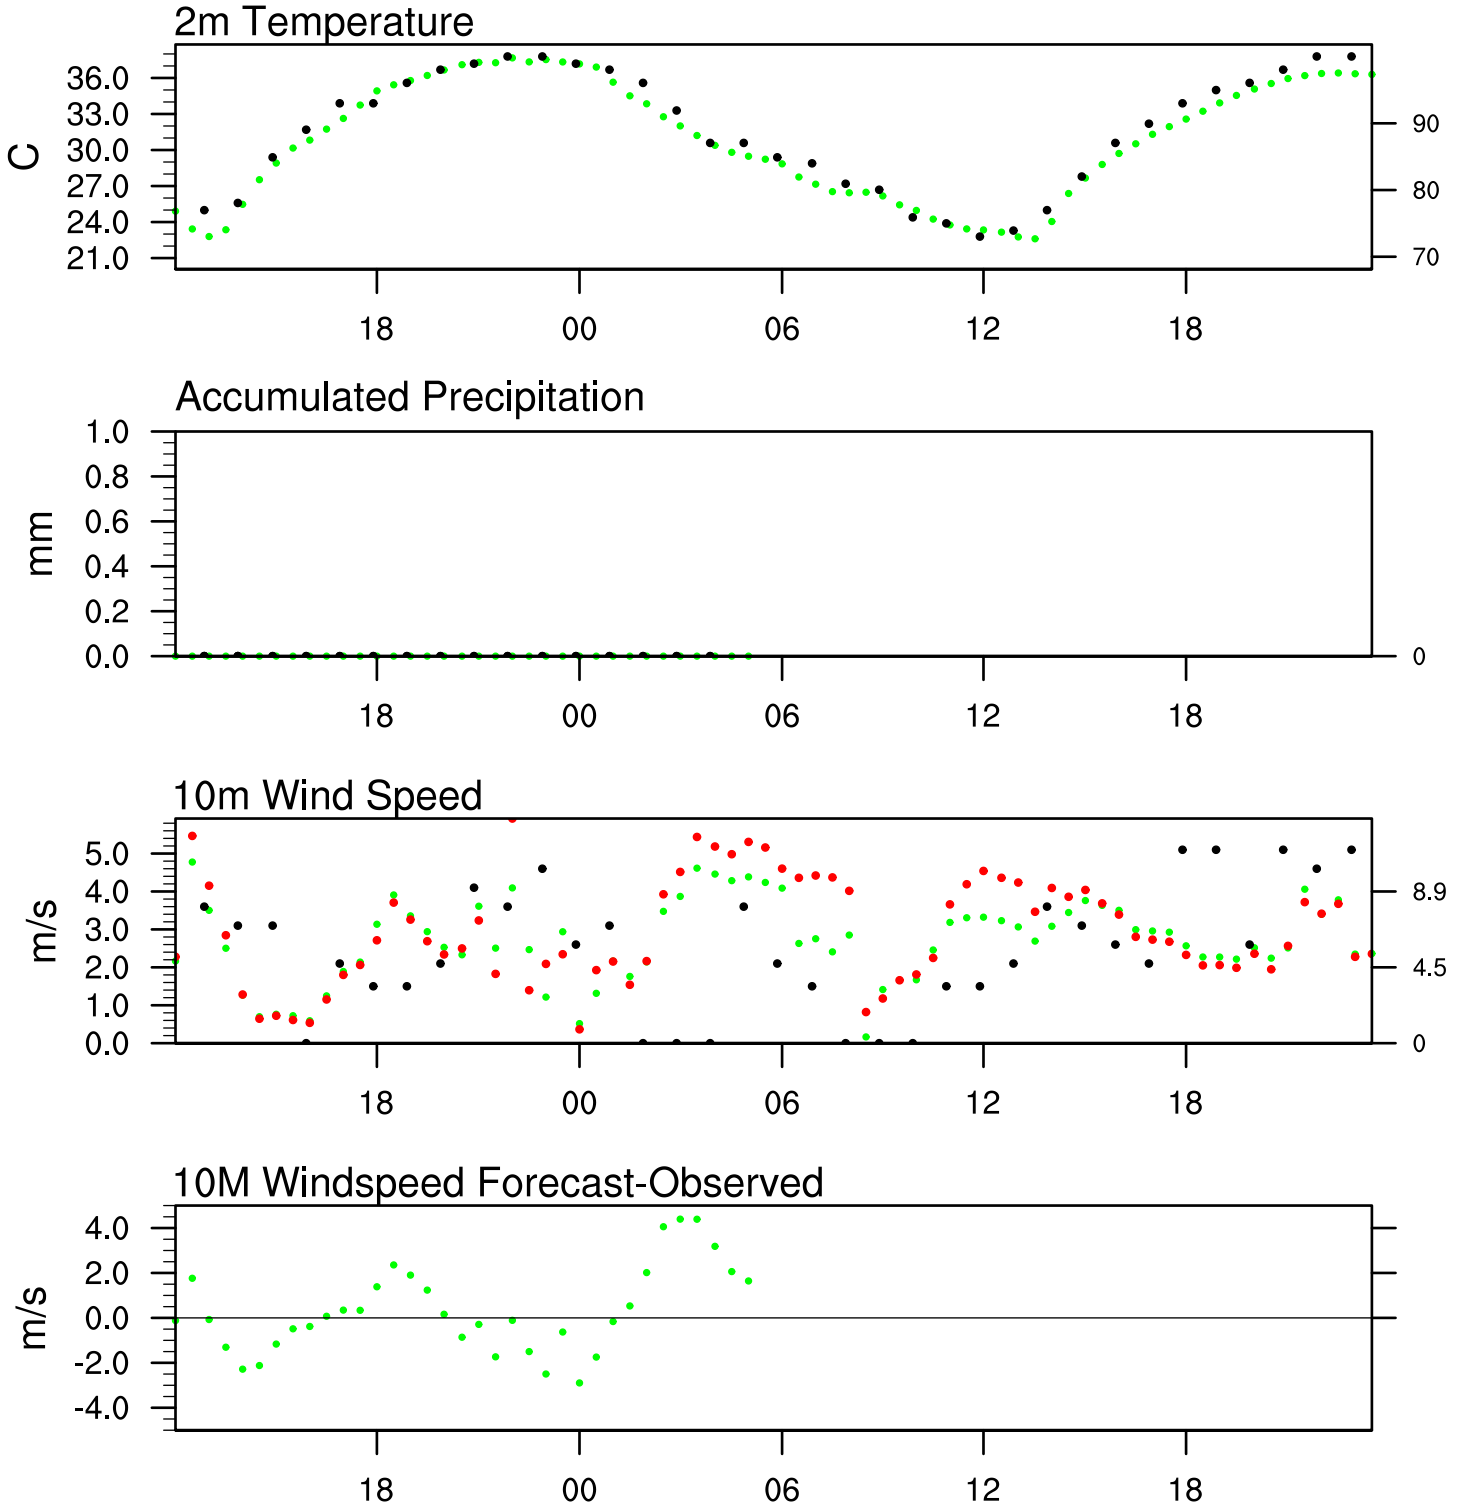 2m Temperature
36.0
33.0
30.0
27.0
24.0
21.0
C
90
80
70
18 00 06 12 18
Accumulated Precipitation
1.0
0.8
0.6
0.4
0.2
0.0
mm
0
18 00 06 12 18
10m Wind Speed
5.0
4.0
3.0
2.0
1.0
0.0
m/s
8.9
4.5
0
18 00 06 12 18
10M Windspeed Forecast-Observed
4.0
2.0
0.0
-2.0
-4.0
m/s
18 00 06 12 18